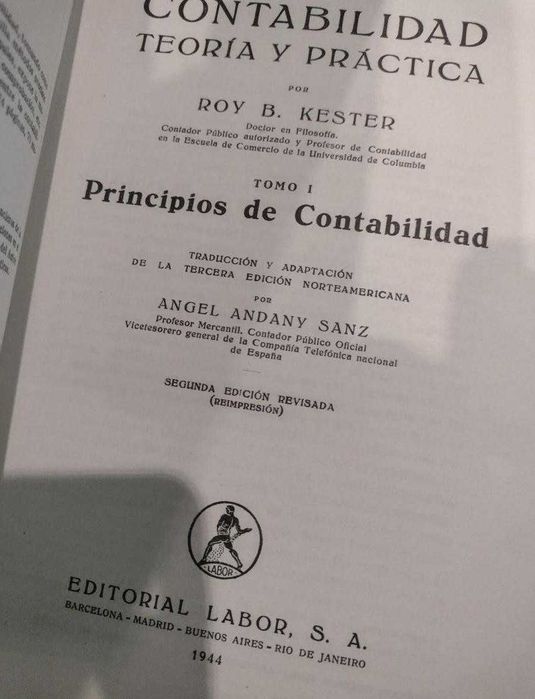 CONTABILIDAD
TEORÍA Y PRÁCTICA
POR
ROY B. KESTER
Doctor en Filosofía.
Contador Público autorizado y Profesor de Contabilidad
en la Escuela de Comercio de la Universidad de Columbia
TOMO I
Principios de Contabilidad
TRADUCCIÓN Y ADAPTACIÓN
DE LA TERCERA EDICIÓN NORTEAMERICANA
POR
ANGEL ANDANY SANZ
Profesor Mercantil, Contador Público Oficial
Vicetesorero general de la Compañía Telefónica nacional
de España
SEGUNDA EDICIÓN REVISADA
(REIMPRESIÓN)
LABOR
EDITORIAL LABOR, S. A.
BARCELONA - MADRID - BUENOS AIRES - RIO DE JANEIRO
1944